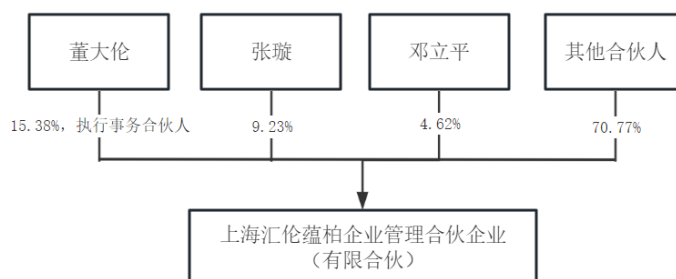 董大伦
张璇
邓立平
其他合伙人
15.38%，执行事务合伙人
9.23%
4.62%
70.77%
上海汇伦蕴柏企业管理合伙企业
（有限合伙）